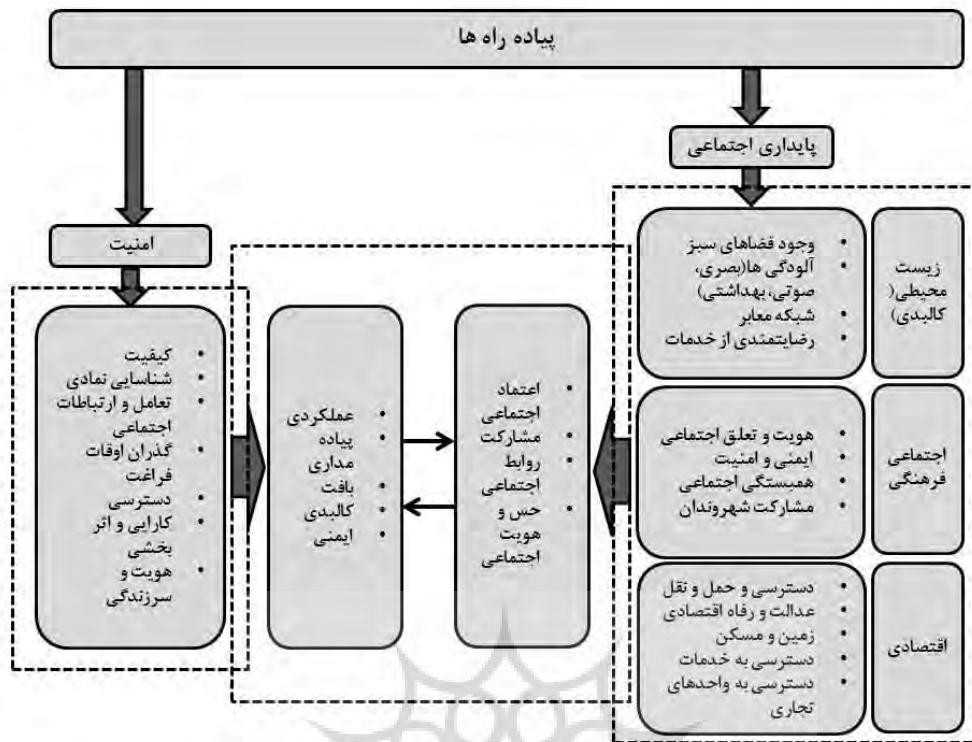 پیاده راه ها
پایداری اجتماعی
زیست
محیطی(
کالبدی)
• وجود فضاهای سبز
• آلودگی ها(بصری،
صوتی، بهداشتی)
• شبکه معابر
• رضایتمندی از خدمات
اجتماعی
فرهنگی
• هویت و تعلق اجتماعی
• ایمنی و امنیت
• همبستگی اجتماعی
• مشارکت شهروندان
اقتصادی
• دسترسی و حمل و نقل
• عدالت و رفاه اقتصادی
• زمین و مسکن
• دسترسی به خدمات
• دسترسی به واحدهای
تجاری
• اعتماد
اجتماعی
• مشارکت
• روابط
اجتماعی
• حس و
هویت
اجتماعی
• عملکردی
• پیاده
مداری
• بافت
• کالبدی
• ایمنی
امنیت
• کیفیت
• شناسایی نمادی
• تعامل و ارتباطات
اجتماعی
• گذران اوقات
فراغت
• دسترسی
• کارایی و اثر
بخشی
• هویت و
سرزندگی